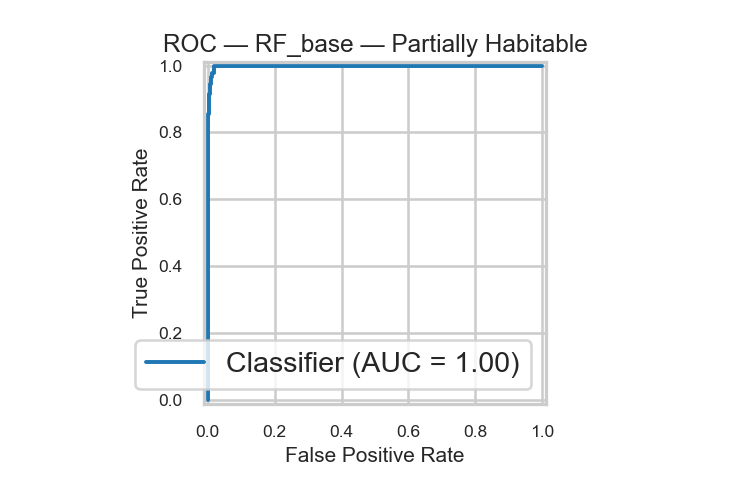 ROC — RF_base — Partially Habitable
True Positive Rate
1.0
0.8
0.6
0.4
0.2
0.0
Classifier (AUC = 1.00)
0.0 0.2 0.4 0.6 0.8 1.0
False Positive Rate